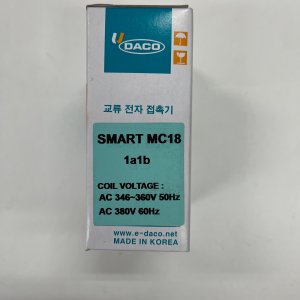 DACO
교류 전자 접촉기
SMART MC18
1a1b
COIL VOLTAGE :
AC 346~360V 50Hz
AC 380V 60Hz
www.e-daco.net
MADE IN KOREA